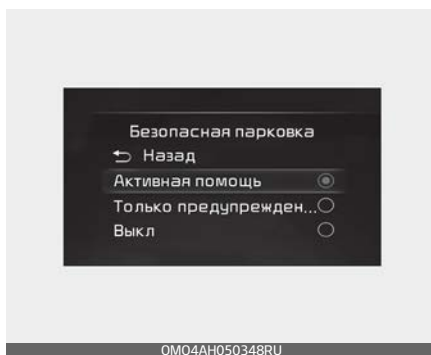 Безопасная парковка
Назад
Активная помощь
Только предупрежден...
Выкл
OMO4AH050348RU